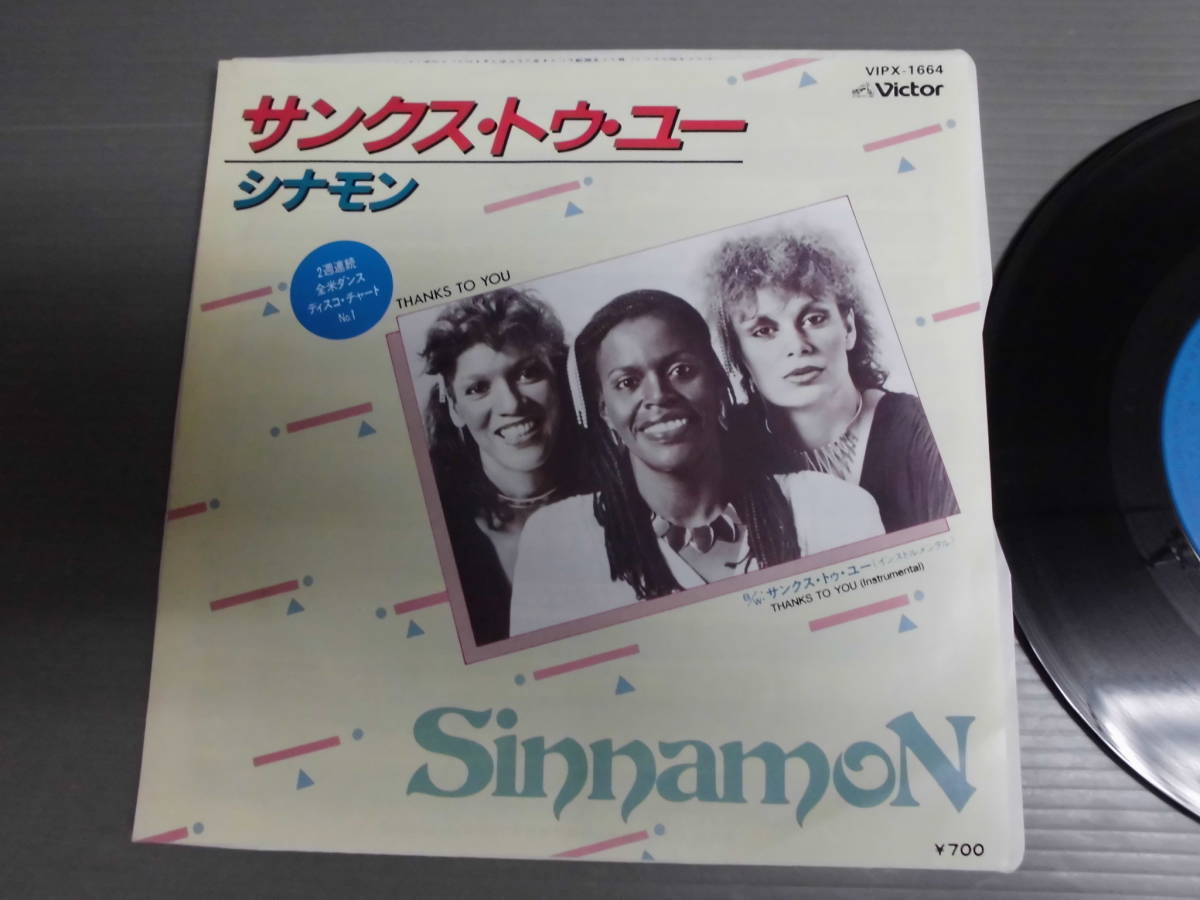 VIPX-1664
Victor
サンクス・トゥ・ユー
シナモン
2週連続
全米ダンス
ディスコ・チャート
No.1
THANKS TO YOU
B/W:サンクス・トゥ・ユー(インストルメンタル)
THANKS TO YOU (Instrumental)
SinnamoN
¥700